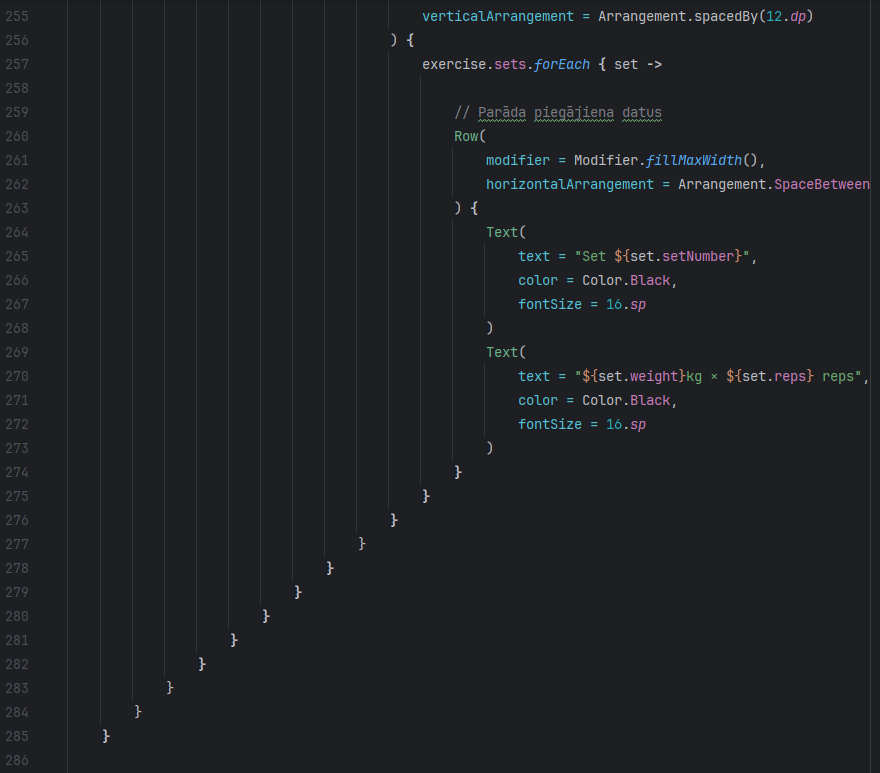 255 verticalArrangement = Arrangement.spacedBy(12.dp)
256 ) {
257 exercise.sets.forEach { set ->
258
259 // Parāda piegājiena datus
260 Row(
261 modifier = Modifier.fillMaxWidth(),
262 horizontalArrangement = Arrangement.SpaceBetween
263 ) {
264 Text(
265 text = "Set ${set.setNumber}",
266 color = Color.Black,
267 fontSize = 16.sp
268 )
269 Text(
270 text = "${set.weight}kg × ${set.reps} reps",
271 color = Color.Black,
272 fontSize = 16.sp
273 )
274 }
275 }
276 }
277 }
278 }
279 }
280 }
281 }
282 }
283 }
284 }
285 }
286